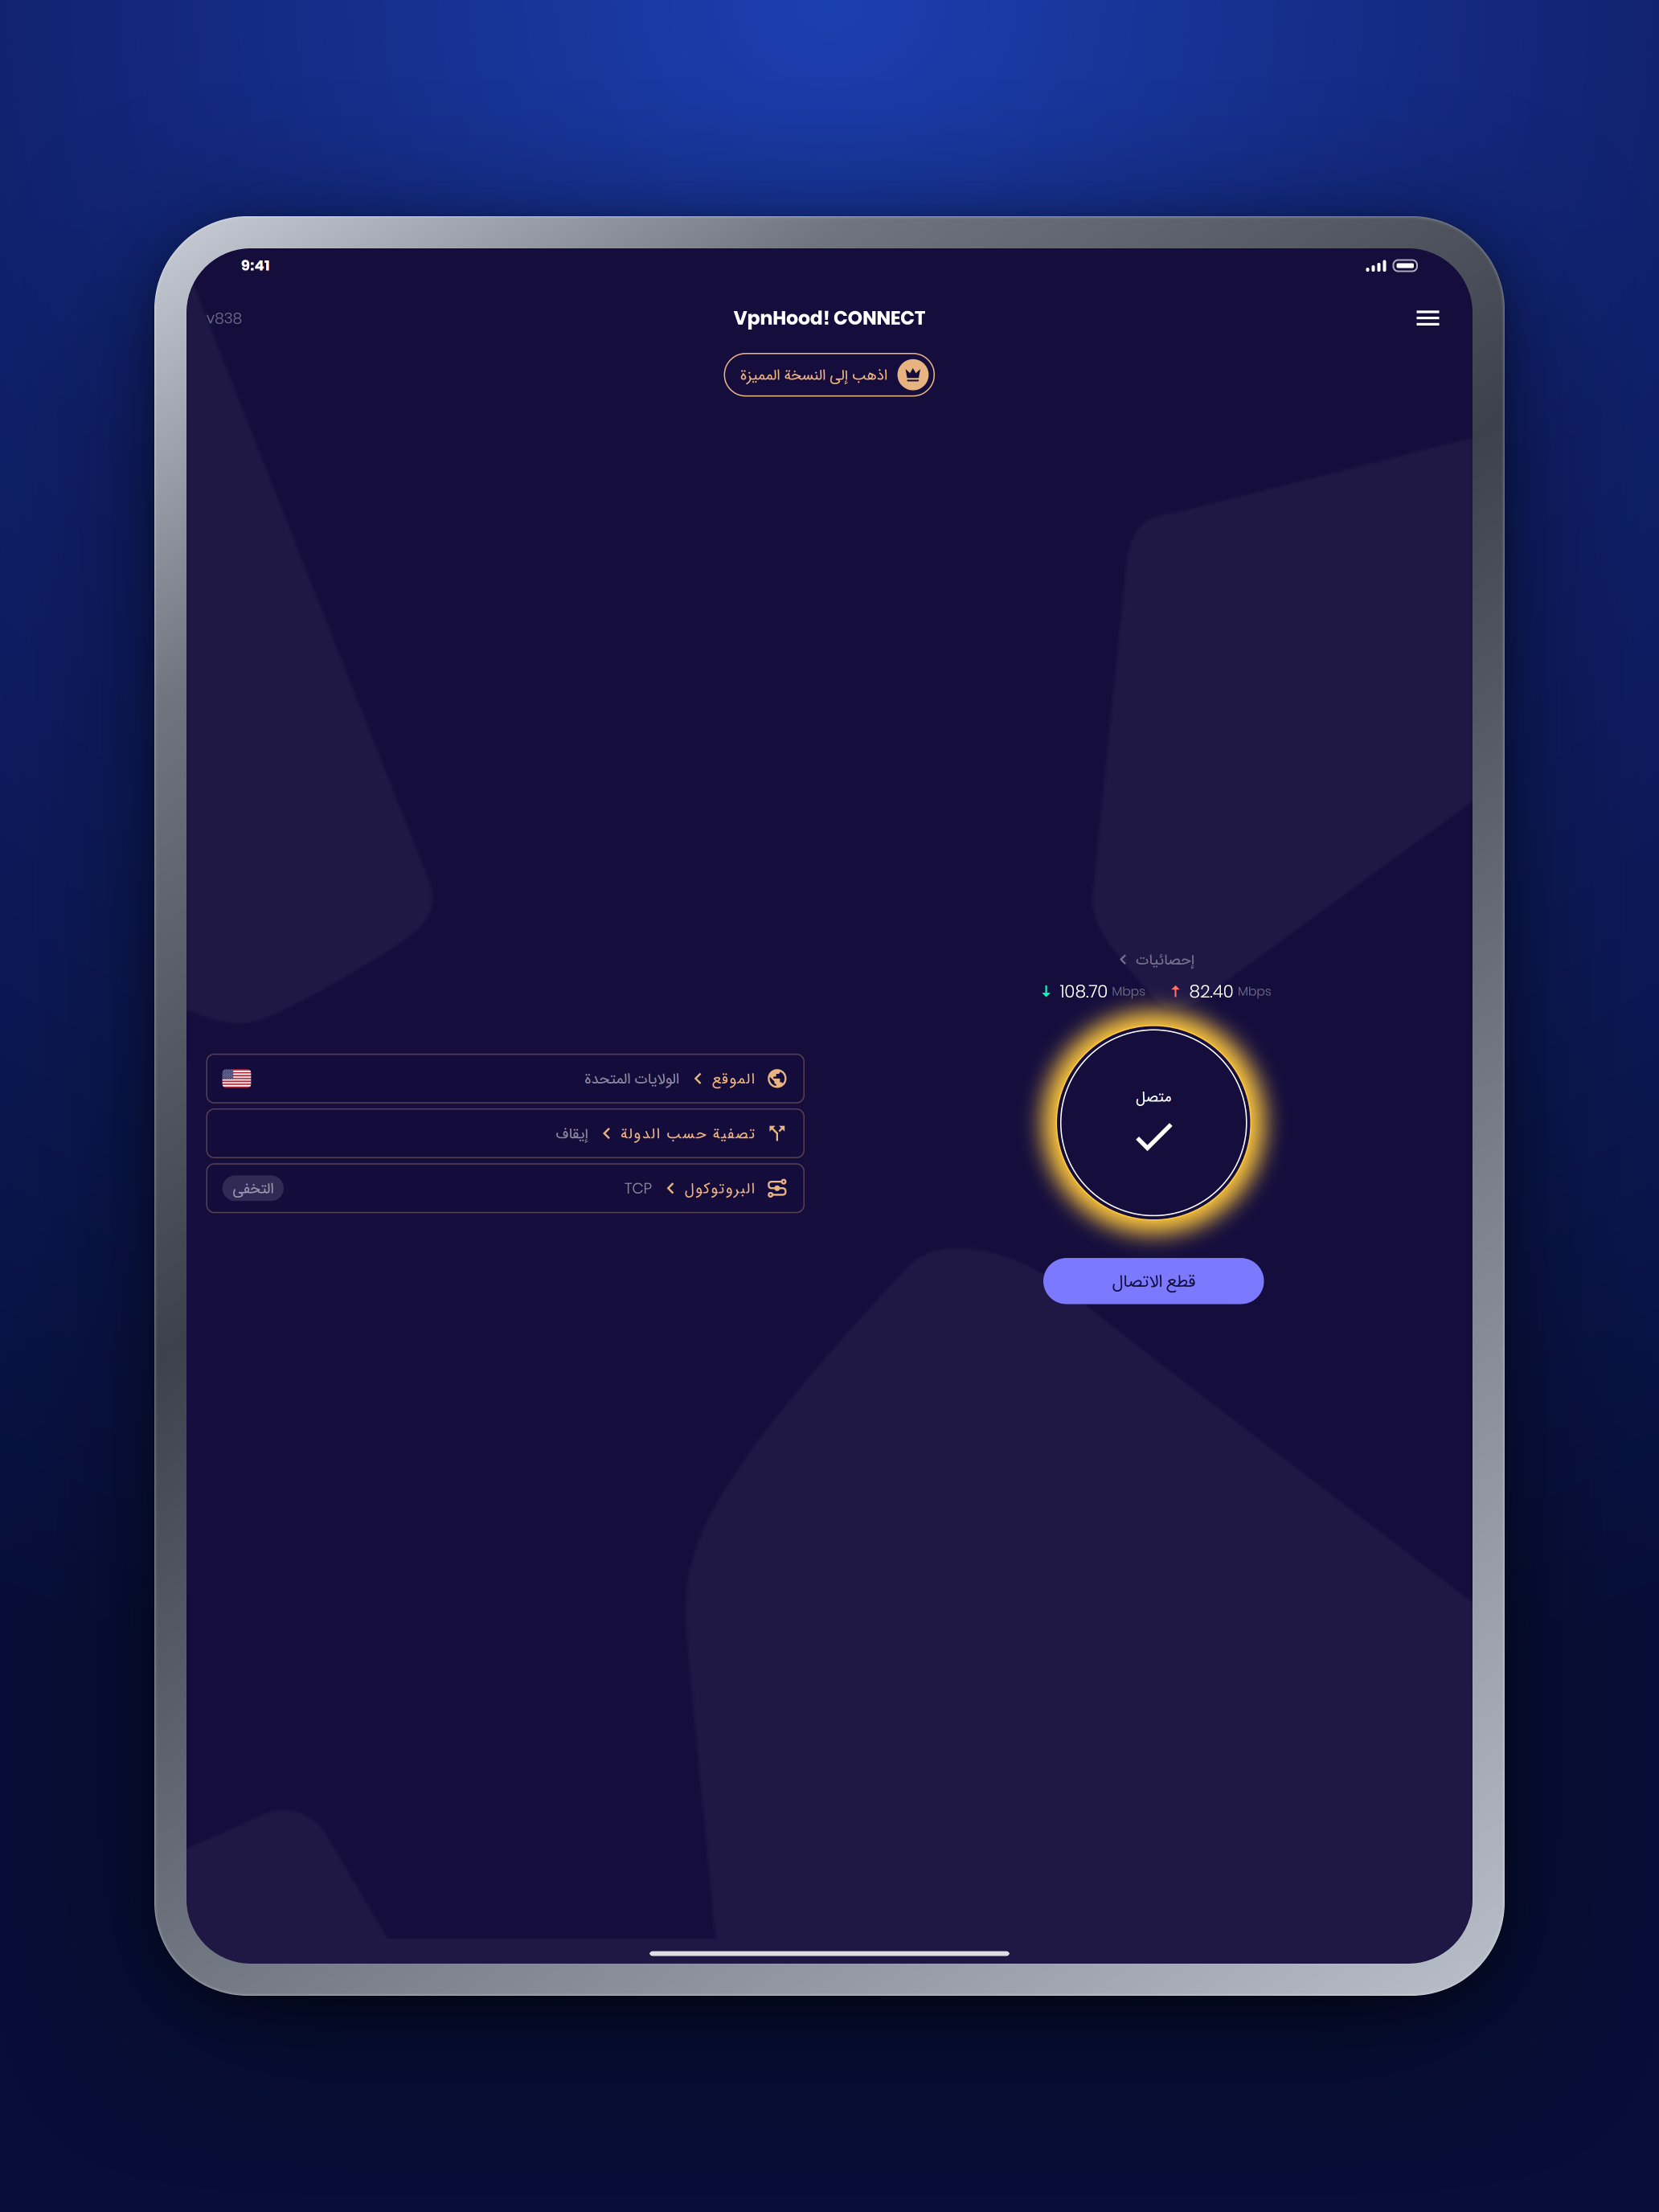 9:41
v838
VpnHood! CONNECT
اذهب إلى النسخة المميزة
إحصائيات
108.70 Mbps 82.40 Mbps
متصل
قطع الاتصال
الموقع الولايات المتحدة
تصفية حسب الدولة إيقاف
البروتوكول TCP التخفي